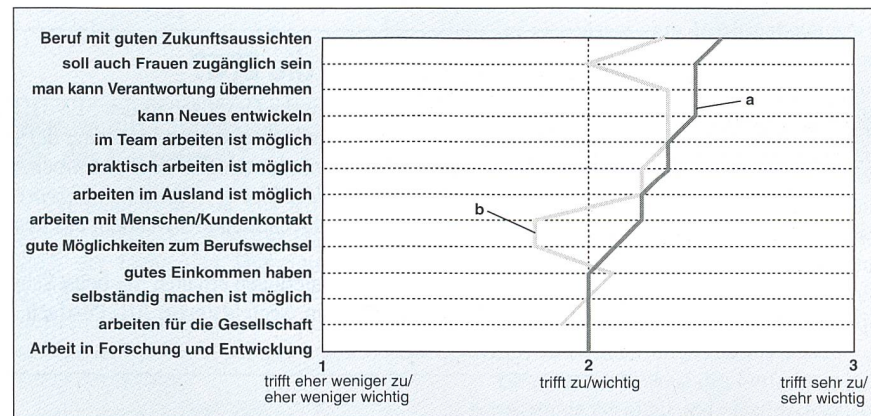 Beruf mit guten Zukunftsaussichten
soll auch Frauen zugänglich sein
man kann Verantwortung übernehmen
kann Neues entwickeln
im Team arbeiten ist möglich
praktisch arbeiten ist möglich
arbeiten im Ausland ist möglich
arbeiten mit Menschen/Kundenkontakt
gute Möglichkeiten zum Berufswechsel
gutes Einkommen haben
selbständig machen ist möglich
arbeiten für die Gesellschaft
Arbeit in Forschung und Entwicklung
a
b
1
trifft eher weniger zu/
eher weniger wichtig
2
trifft zu/wichtig
3
trifft sehr zu/
sehr wichtig